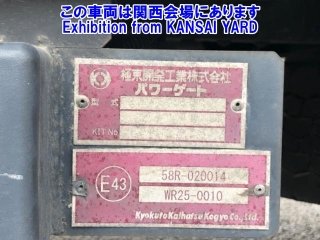 この車両は関西会場にあります
Exhibition from KANSAI YARD
極東開発工業株式会社
パワーゲート
型式
KIT No
E43
58R-020014
WR25-0010
Kyokuto Kaihatsu Kogyo Co., Ltd.